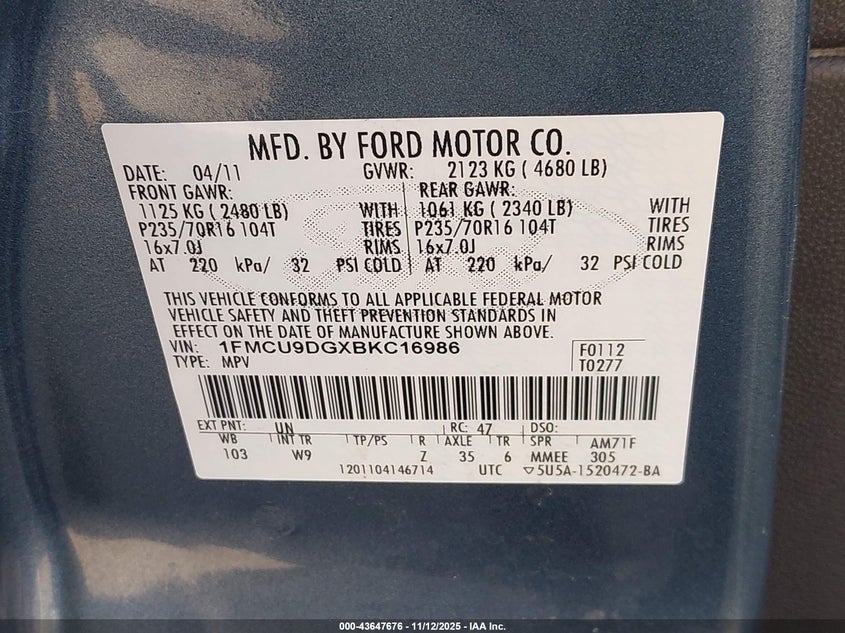 MFD. BY FORD MOTOR CO.
DATE: 04/11 GVWR: 2123 KG ( 4680 LB)
FRONT GAWR: REAR GAWR:
1125 KG ( 2480 LB) WITH 1061 KG ( 2340 LB) WITH
P235/70R16 104T TIRES P235/70R16 104T TIRES
16x7.0J RIMS 16x7.0J RIMS
AT 220 kPa/ 32 PSI COLD AT 220 kPa/ 32 PSI COLD
THIS VEHICLE CONFORMS TO ALL APPLICABLE FEDERAL MOTOR
VEHICLE SAFETY AND THEFT PREVENTION STANDARDS IN
EFFECT ON THE DATE OF MANUFACTURE SHOWN ABOVE.
VIN: 1FMCU9DGXBKC16986 F0112
TYPE: MPV T0277
EXT PNT: UN RC: 47 DSO:
WB INT TR TP/PS R AXLE TR SPR AM71F
103 W9 Z 35 6 MMEE 305
1201104146714 UTC ▽5U5A-1520472-BA
000-43647676 - 11/12/2025 - IAA Inc.